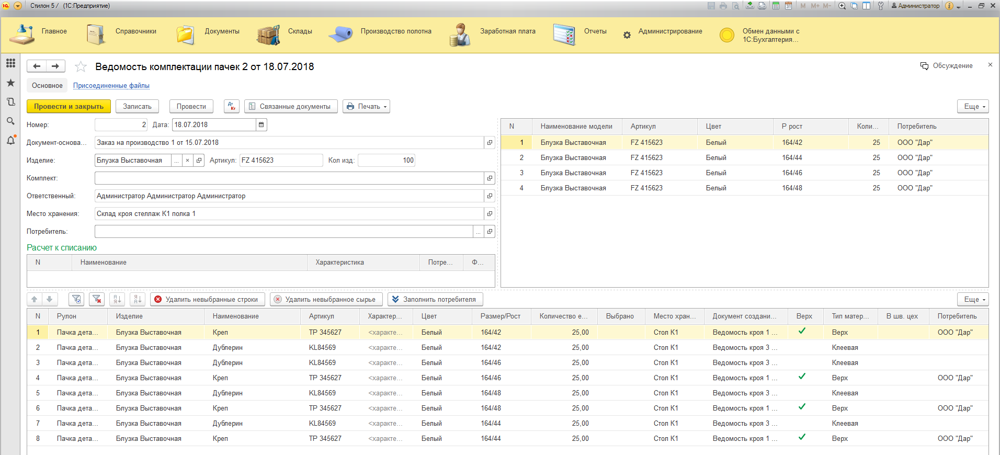 Стилон 5 / (1С:Предприятие)
M M+ M- Администратор
Главное Справочники Документы Склады Производство полотна Заработная плата Отчеты Администрирование Обмен данными с
1С:Бухгалтерия...
Ведомость комплектации пачек 2 от 18.07.2018
Обсуждение
Основное Присоединенные файлы
Провести и закрыть Записать Провести Дт Кт Связанные документы Печать Еще
Номер: 2 Дата: 18.07.2018
Документ-основа... Заказ на производство 1 от 15.07.2018
Изделие: Блузка Выставочная ... × Артикул: FZ 415623 Кол изд: 100
Комплект:
Ответственный: Администратор Администратор Администратор
Место хранения: Склад кроя стеллаж К1 полка 1
Потребитель: ...
N Наименование модели Артикул Цвет Р рост Коли... Потребитель
1 Блузка Выставочная FZ 415623 Белый 164/42 25 ООО "Дар"
2 Блузка Выставочная FZ 415623 Белый 164/44 25 ООО "Дар"
3 Блузка Выставочная FZ 415623 Белый 164/46 25 ООО "Дар"
4 Блузка Выставочная FZ 415623 Белый 164/48 25 ООО "Дар"
Расчет к списанию
N Наименование Характеристика Потре... Ф...
Удалить невыбранные строки Удалить невыбранное сырье Заполнить потребителя Еще
N Рулон Изделие Наименование Артикул Характер... Цвет Размер/Рост Количество е... Выбрано Место хран... Документ создани... Верх Тип матер... В шв. цех Потребитель
1 Пачка дета... Блузка Выставочная Креп ТР 345627 <характе... Белый 164/42 25,00 Стол К1 Ведомость кроя 1 ... Верх ООО "Дар"
2 Пачка дета... Блузка Выставочная Дублерин KL84569 <характе... Белый 164/42 25,00 Стол К1 Ведомость кроя 3 ... Клеевая
3 Пачка дета... Блузка Выставочная Дублерин KL84569 <характе... Белый 164/46 25,00 Стол К1 Ведомость кроя 3 ... Клеевая
4 Пачка дета... Блузка Выставочная Креп ТР 345627 <характе... Белый 164/46 25,00 Стол К1 Ведомость кроя 1 ... Верх ООО "Дар"
5 Пачка дета... Блузка Выставочная Дублерин KL84569 <характе... Белый 164/48 25,00 Стол К1 Ведомость кроя 3 ... Клеевая
6 Пачка дета... Блузка Выставочная Креп ТР 345627 <характе... Белый 164/48 25,00 Стол К1 Ведомость кроя 1 ... Верх ООО "Дар"
7 Пачка дета... Блузка Выставочная Дублерин KL84569 <характе... Белый 164/44 25,00 Стол К1 Ведомость кроя 3 ... Клеевая
8 Пачка дета... Блузка Выставочная Креп ТР 345627 <характе... Белый 164/44 25,00 Стол К1 Ведомость кроя 1 ... Верх ООО "Дар"